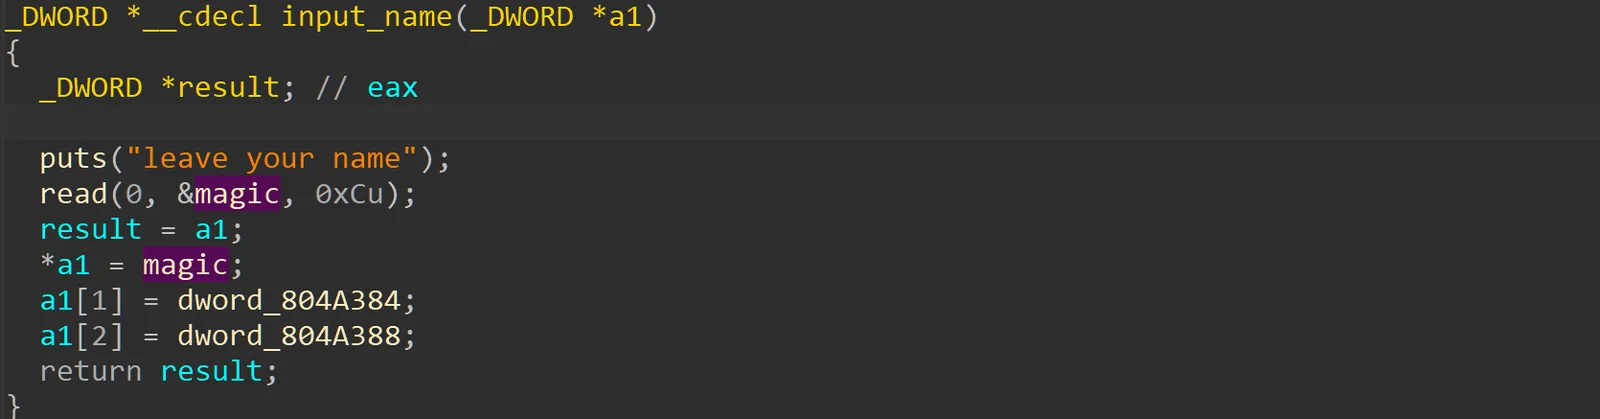 _DWORD *__cdecl input_name(_DWORD *a1)
{
_DWORD *result; // eax
puts("leave your name");
read(0, &magic, 0xCu);
result = a1;
*a1 = magic;
a1[1] = dword_804A384;
a1[2] = dword_804A388;
return result;
}